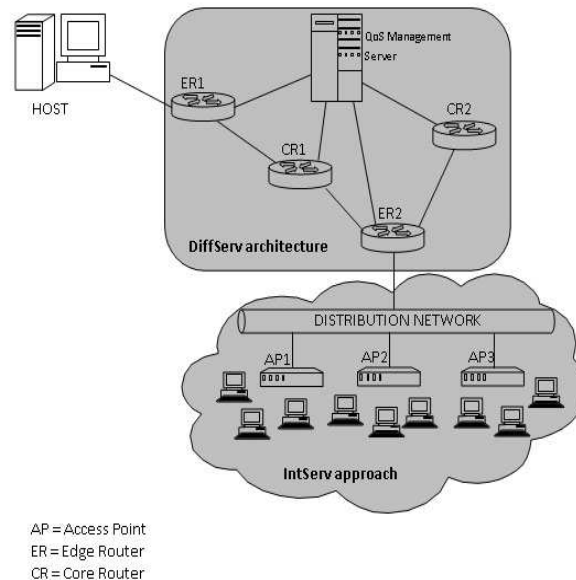 QoS Management
Server
ER1
HOST
CR2
CR1
ER2
DiffServ architecture
DISTRIBUTION NETWORK
AP1
AP2
AP3
IntServ approach
AP = Access Point
ER = Edge Router
CR = Core Router